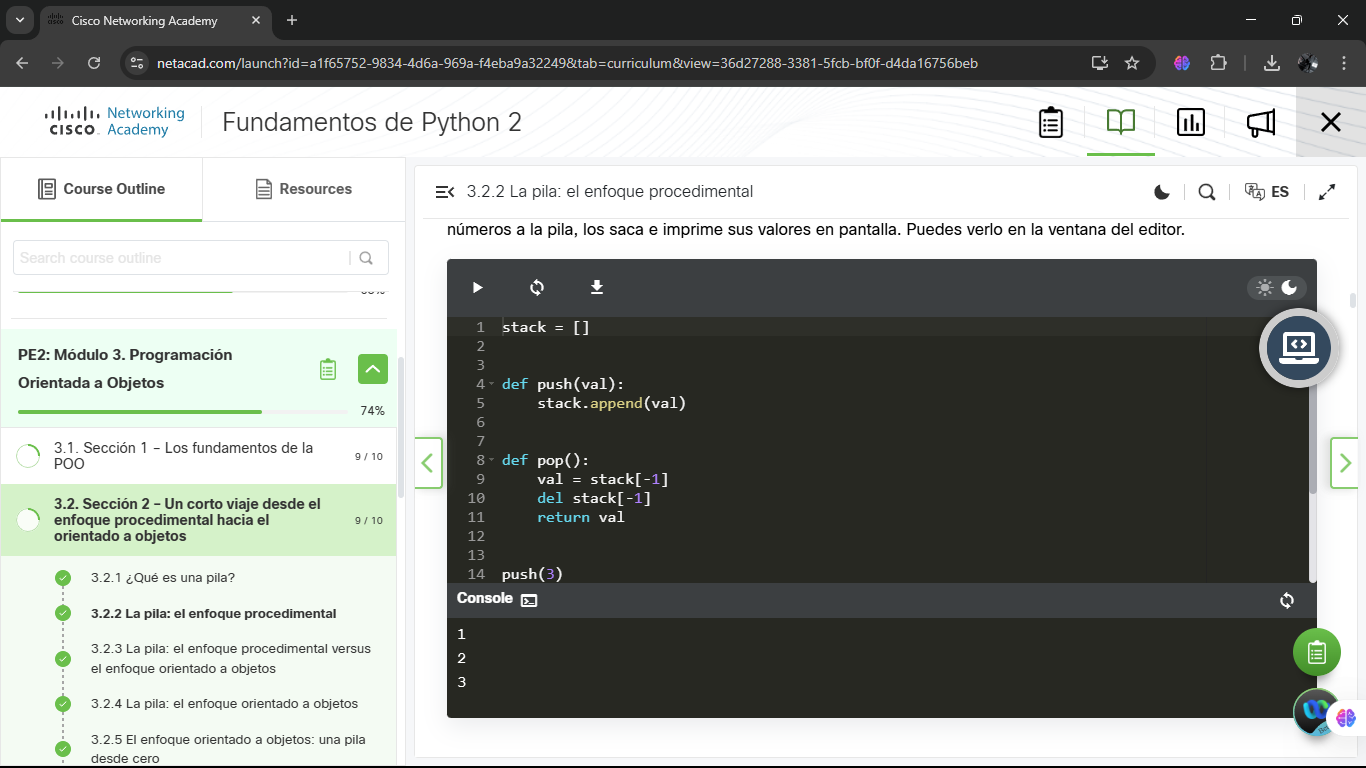 Cisco Networking Academy
netacad.com/launch?id=a1f65752-9834-4d6a-969a-f4eba9a32249&tab=curriculum&view=36d27288-3381-5fcb-bf0f-d4da16756beb
CISCO Networking Academy
Fundamentos de Python 2
Course Outline
Resources
Search course outline
PE2: Módulo 3. Programación
Orientada a Objetos
74%
3.1. Sección 1 – Los fundamentos de la
POO
9 / 10
3.2. Sección 2 – Un corto viaje desde el
enfoque procedimental hacia el
orientado a objetos
9 / 10
3.2.1 ¿Qué es una pila?
3.2.2 La pila: el enfoque procedimental
3.2.3 La pila: el enfoque procedimental versus
el enfoque orientado a objetos
3.2.4 La pila: el enfoque orientado a objetos
3.2.5 El enfoque orientado a objetos: una pila
desde cero
3.2.2 La pila: el enfoque procedimental
ES
números a la pila, los saca e imprime sus valores en pantalla. Puedes verlo en la ventana del editor.
1 stack = []
2
3
4 def push(val):
5     stack.append(val)
6
7
8 def pop():
9     val = stack[-1]
10     del stack[-1]
11     return val
12
13
14 push(3)
Console
1
2
3